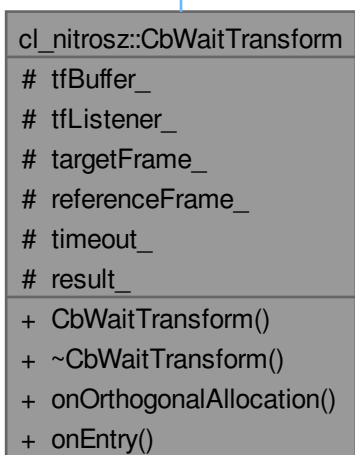 cl_nitrosz::CbWaitTransform
# tfBuffer_
# tfListener_
# targetFrame_
# referenceFrame_
# timeout_
# result_
+ CbWaitTransform()
+ ~CbWaitTransform()
+ onOrthogonalAllocation()
+ onEntry()